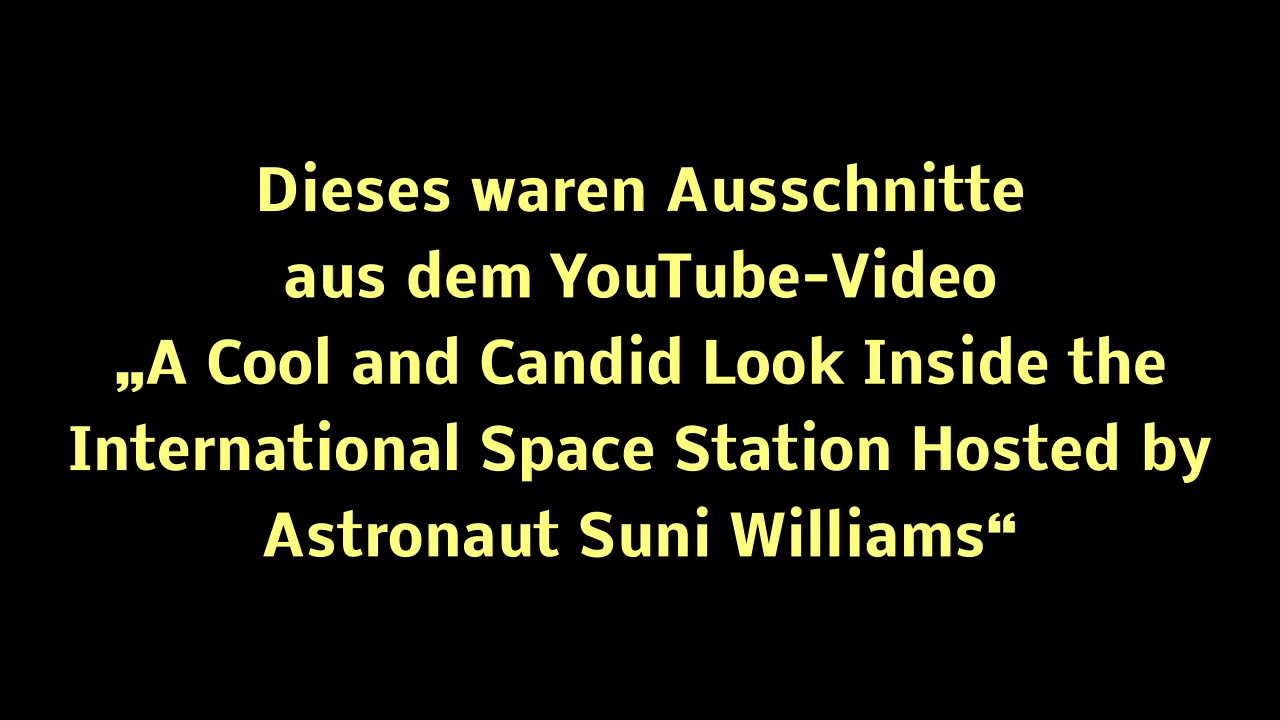 Dieses waren Ausschnitte
aus dem YouTube-Video
„A Cool and Candid Look Inside the
International Space Station Hosted by
Astronaut Suni Williams“